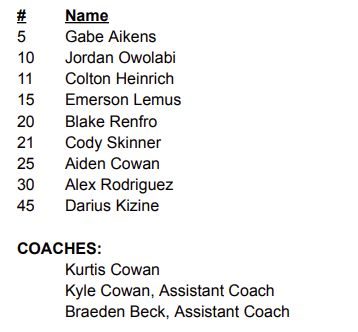 # Name
5 Gabe Aikens
10 Jordan Owolabi
11 Colton Heinrich
15 Emerson Lemus
20 Blake Renfro
21 Cody Skinner
25 Aiden Cowan
30 Alex Rodriguez
45 Darius Kizine
COACHES:
Kurtis Cowan
Kyle Cowan, Assistant Coach
Braeden Beck, Assistant Coach